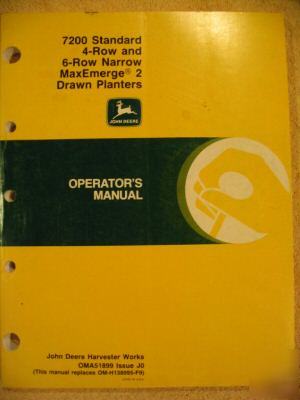 7200 Standard
4-Row and
6-Row Narrow
MaxEmerge® 2
Drawn Planters
JOHN DEERE
OPERATOR'S
MANUAL
John Deere Harvester Works
OMA51899 Issue J0
(This manual replaces OM-H138995-F9)